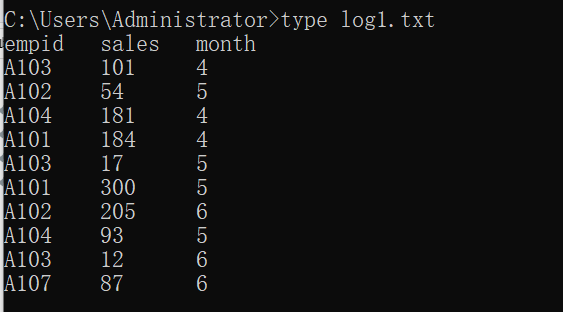 C:\Users\Administrator>type log1.txt
empid   sales   month
A103    101     4
A102    54      5
A104    181     4
A101    184     4
A103    17      5
A101    300     5
A102    205     6
A104    93      5
A103    12      6
A107    87      6